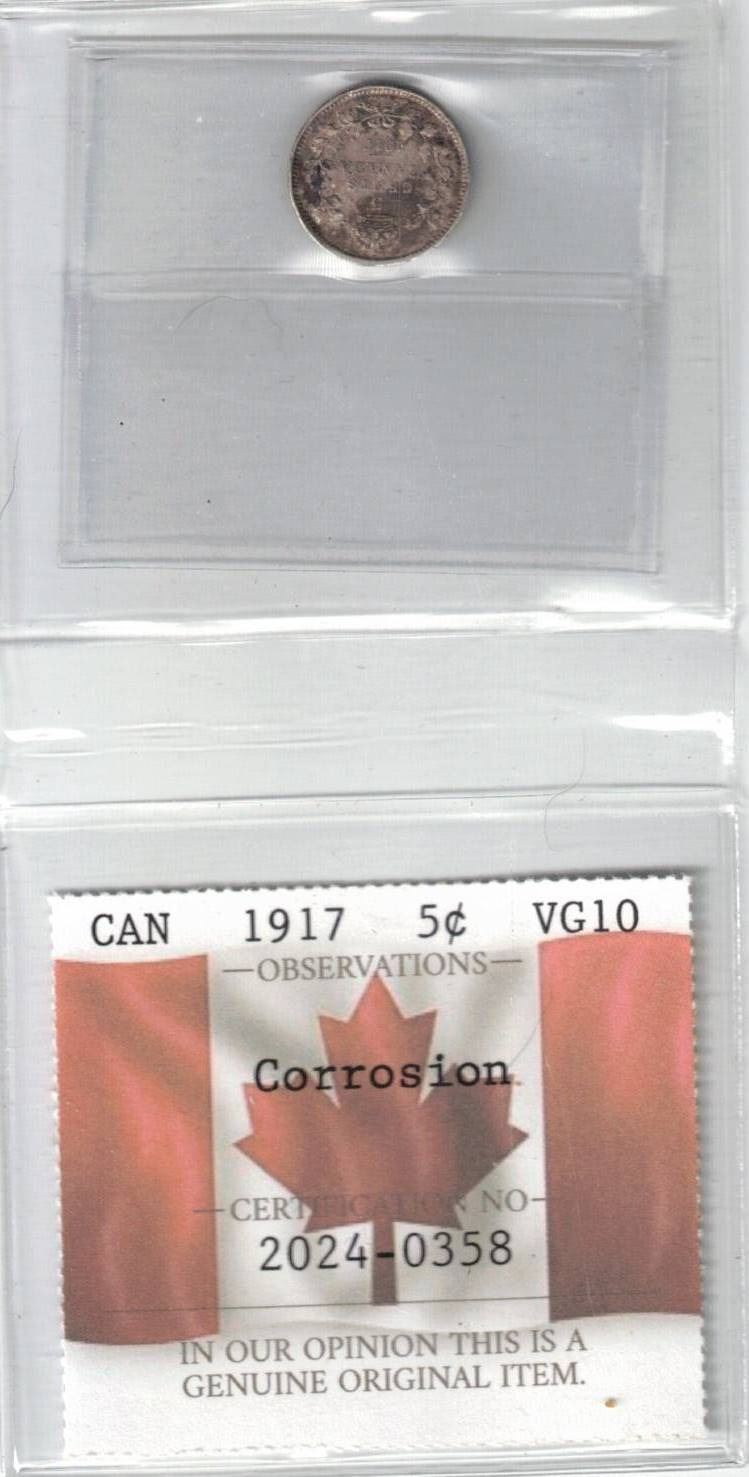 CAN 1917 5¢ VG10
OBSERVATIONS
Corrosion
CERTIFICATION NO
2024-0358
IN OUR OPINION THIS IS A
GENUINE ORIGINAL ITEM.